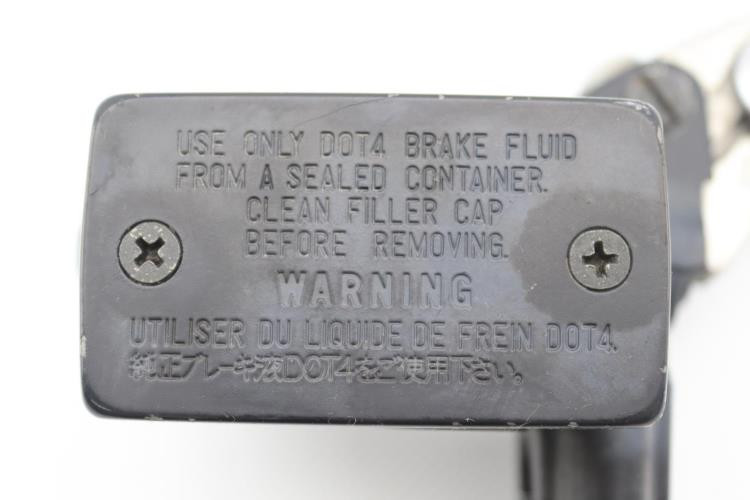 USE ONLY DOT4 BRAKE FLUID
FROM A SEALED CONTAINER.
CLEAN FILLER CAP
BEFORE REMOVING.
WARNING
UTILISER DU LIQUIDE DE FREIN DOT4.
純正ブレーキ液DOT4をご使用下さい。